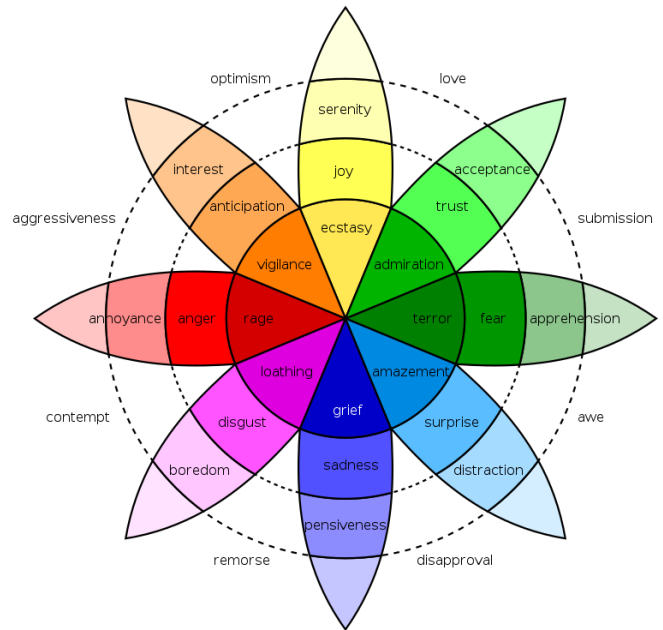 optimism
love
serenity
interest
acceptance
joy
anticipation
trust
aggressiveness
submission
ecstasy
vigilance
admiration
annoyance
anger
rage
terror
fear
apprehension
loathing
amazement
grief
contempt
awe
disgust
surprise
boredom
sadness
distraction
pensiveness
remorse
disapproval